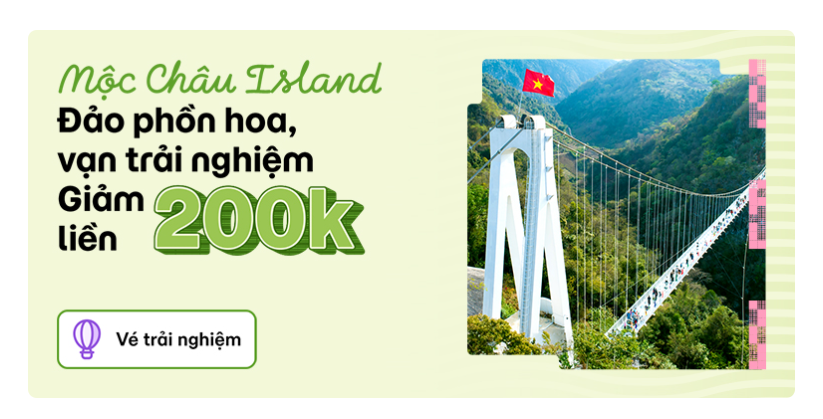 Mộc Châu Island
Đảo phồn hoa,
vạn trải nghiệm
Giảm
liền 200k
Vé trải nghiệm